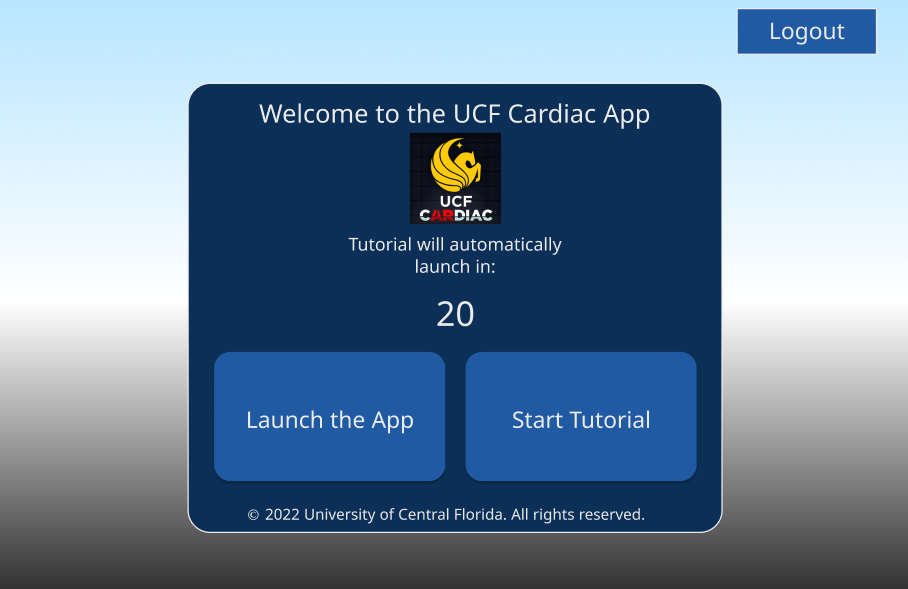 Logout
Welcome to the UCF Cardiac App
UCF
CARDIAC
Tutorial will automatically
launch in:
20
Launch the App
Start Tutorial
© 2022 University of Central Florida. All rights reserved.